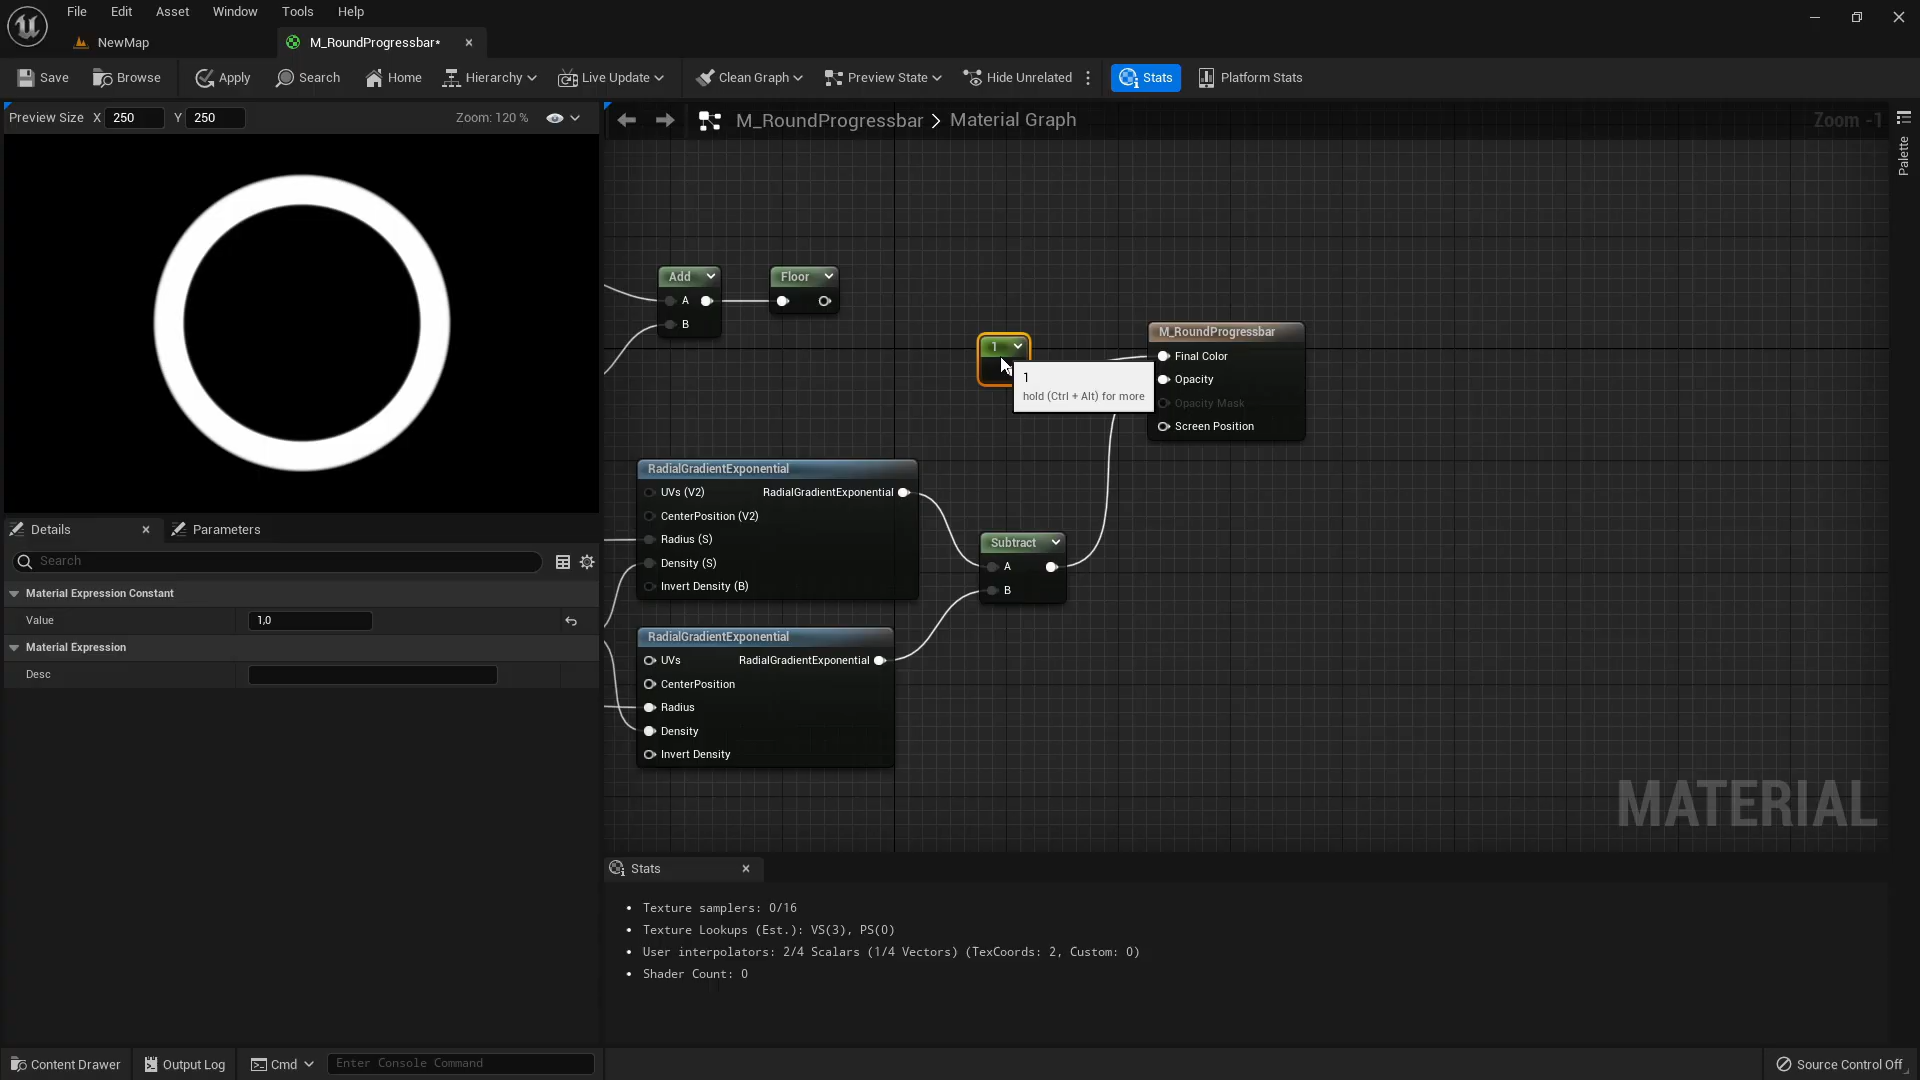 File Edit Asset Window Tools Help
NewMap
M_RoundProgressbar*
Save Browse Apply Search Home Hierarchy Live Update Clean Graph Preview State Hide Unrelated Stats Platform Stats
Preview Size X 250 Y 250 Zoom: 120 %
M_RoundProgressbar > Material Graph
Zoom -1
Palette
Add
A
B
Floor
1
1
hold (Ctrl + Alt) for more
M_RoundProgressbar
Final Color
Opacity
Opacity Mask
Screen Position
RadialGradientExponential
UVs (V2) RadialGradientExponential
CenterPosition (V2)
Radius (S)
Density (S)
Invert Density (B)
Subtract
A
B
RadialGradientExponential
UVs RadialGradientExponential
CenterPosition
Radius
Density
Invert Density
MATERIAL
Details Parameters
Search
Material Expression Constant
Value 1,0
Material Expression
Desc
Stats
• Texture samplers: 0/16
• Texture Lookups (Est.): VS(3), PS(0)
• User interpolators: 2/4 Scalars (1/4 Vectors) (TexCoords: 2, Custom: 0)
• Shader Count: 0
Content Drawer Output Log Cmd Enter Console Command Source Control Off